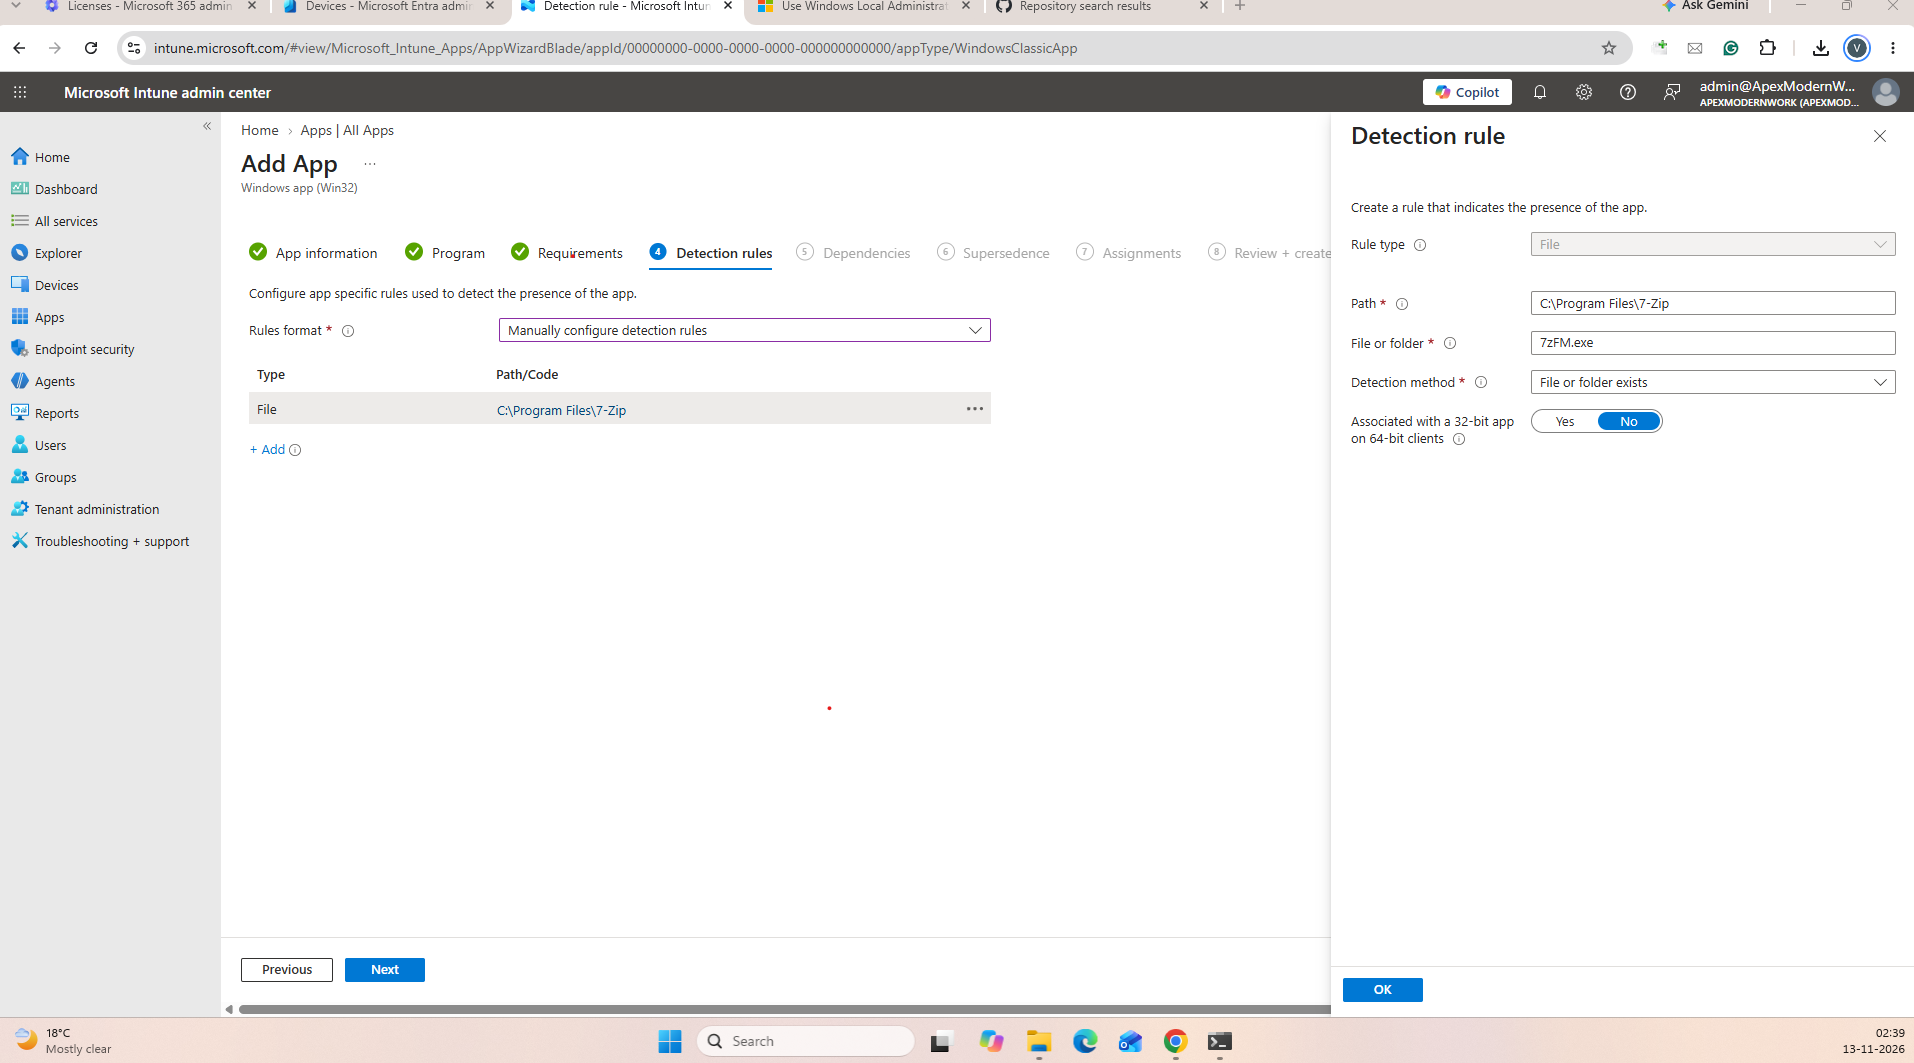 Licenses - Microsoft 365 admin
Devices - Microsoft Entra admin
Detection rule - Microsoft Intun
Use Windows Local Administrat
Repository search results
Ask Gemini
intune.microsoft.com/#view/Microsoft_Intune_Apps/AppWizardBlade/appId/00000000-0000-0000-0000-000000000000/appType/WindowsClassicApp
V
Microsoft Intune admin center
Copilot
admin@ApexModernW...
APEXMODERNWORK (APEXMOD...
Home
Dashboard
All services
Explorer
Devices
Apps
Endpoint security
Agents
Reports
Users
Groups
Tenant administration
Troubleshooting + support
Home › Apps | All Apps
Add App ...
Windows app (Win32)
App information
Program
Requirements
4 Detection rules
5 Dependencies
6 Supersedence
7 Assignments
8 Review + create
Configure app specific rules used to detect the presence of the app.
Rules format *
Manually configure detection rules
Type Path/Code
File C:\Program Files\7-Zip
+ Add
Previous
Next
Detection rule
Create a rule that indicates the presence of the app.
Rule type File
Path * C:\Program Files\7-Zip
File or folder * 7zFM.exe
Detection method * File or folder exists
Associated with a 32-bit app on 64-bit clients
Yes No
OK
18°C
Mostly clear
Search
02:39
13-11-2026